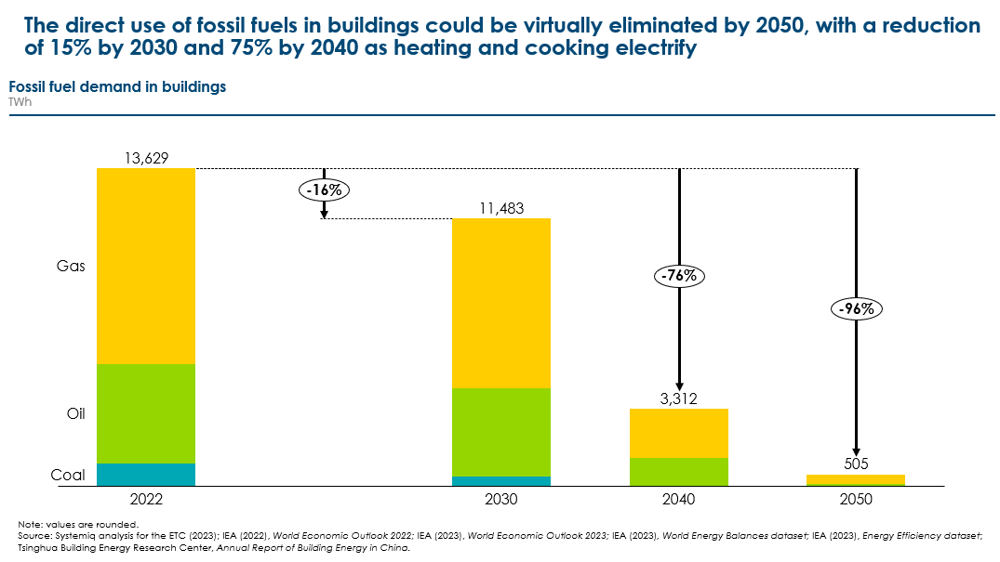 The direct use of fossil fuels in buildings could be virtually eliminated by 2050, with a reduction
of 15% by 2030 and 75% by 2040 as heating and cooking electrify
Fossil fuel demand in buildings
TWh
13,629
-16%
11,483
Gas
-76%
-96%
3,312
Oil
505
Coal
2022
2030
2040
2050
Note: values are rounded.
Source: Systemiq analysis for the ETC (2023); IEA (2022), World Economic Outlook 2022; IEA (2023), World Economic Outlook 2023; IEA (2023), World Energy Balances dataset; IEA (2023), Energy Efficiency dataset;
Tsinghua Building Energy Research Center, Annual Report of Building Energy in China.